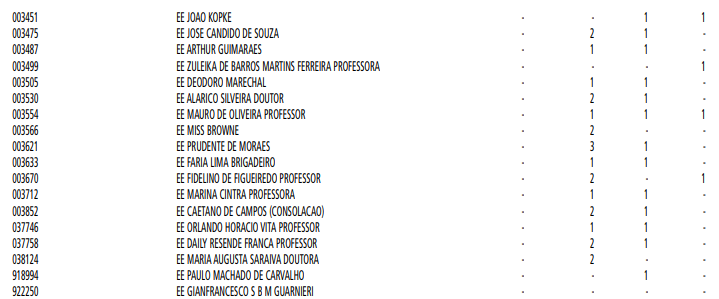 003451 EE JOAO KOPKE - - 1 1
003475 EE JOSE CANDIDO DE SOUZA - 2 1 -
003487 EE ARTHUR GUIMARAES - 1 1 -
003499 EE ZULEIKA DE BARROS MARTINS FERREIRA PROFESSORA - - - 1
003505 EE DEODORO MARECHAL - 1 1 -
003530 EE ALARICO SILVEIRA DOUTOR - 2 1 -
003554 EE MAURO DE OLIVEIRA PROFESSOR - 1 1 1
003566 EE MISS BROWNE - 2 - -
003621 EE PRUDENTE DE MORAES - 3 1 -
003633 EE FARIA LIMA BRIGADEIRO - 1 1 -
003670 EE FIDELINO DE FIGUEIREDO PROFESSOR - 2 - 1
003712 EE MARINA CINTRA PROFESSORA - 1 1 -
003852 EE CAETANO DE CAMPOS (CONSOLACAO) - 2 1 -
037746 EE ORLANDO HORACIO VITA PROFESSOR - 1 1 -
037758 EE DAILY RESENDE FRANCA PROFESSOR - 2 1 -
038124 EE MARIA AUGUSTA SARAIVA DOUTORA - 2 - -
918994 EE PAULO MACHADO DE CARVALHO - - 1 -
922250 EE GIANFRANCESCO S B M GUARNIERI - - - -